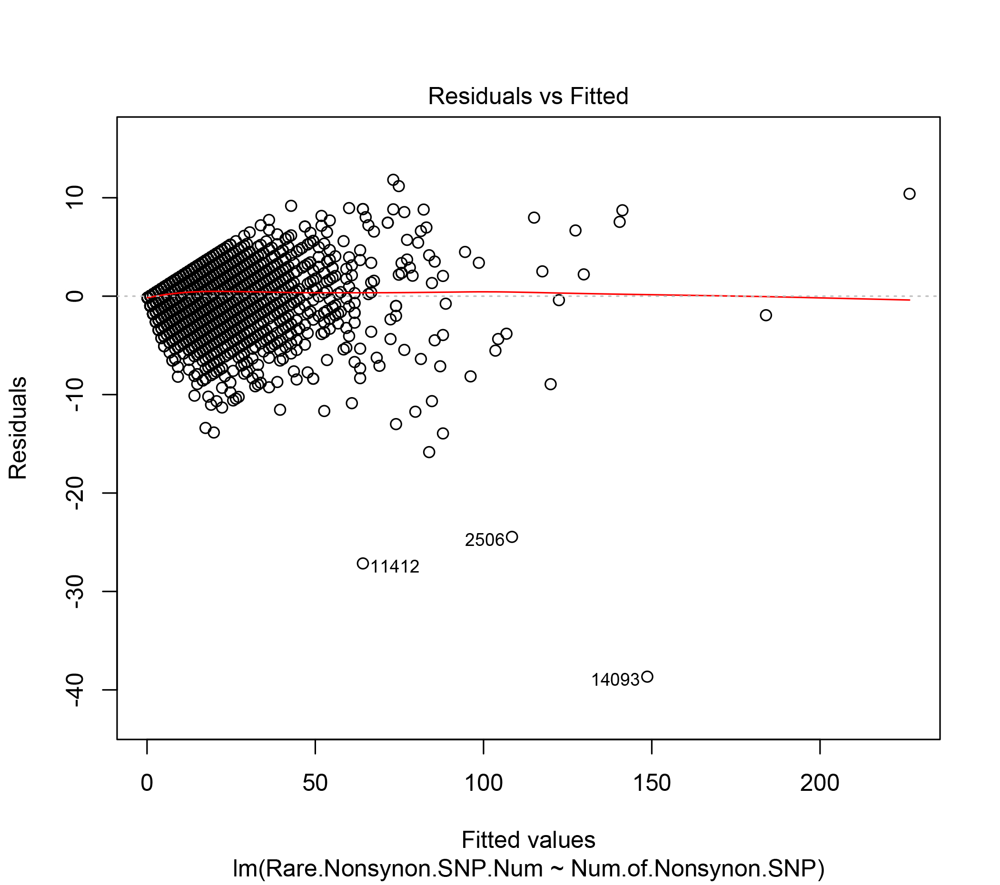 Residuals vs Fitted
Residuals
10
0
-10
-20
-30
-40
2506
11412
14093
0 50 100 150 200
Fitted values
lm(Rare.Nonsynon.SNP.Num ~ Num.of.Nonsynon.SNP)